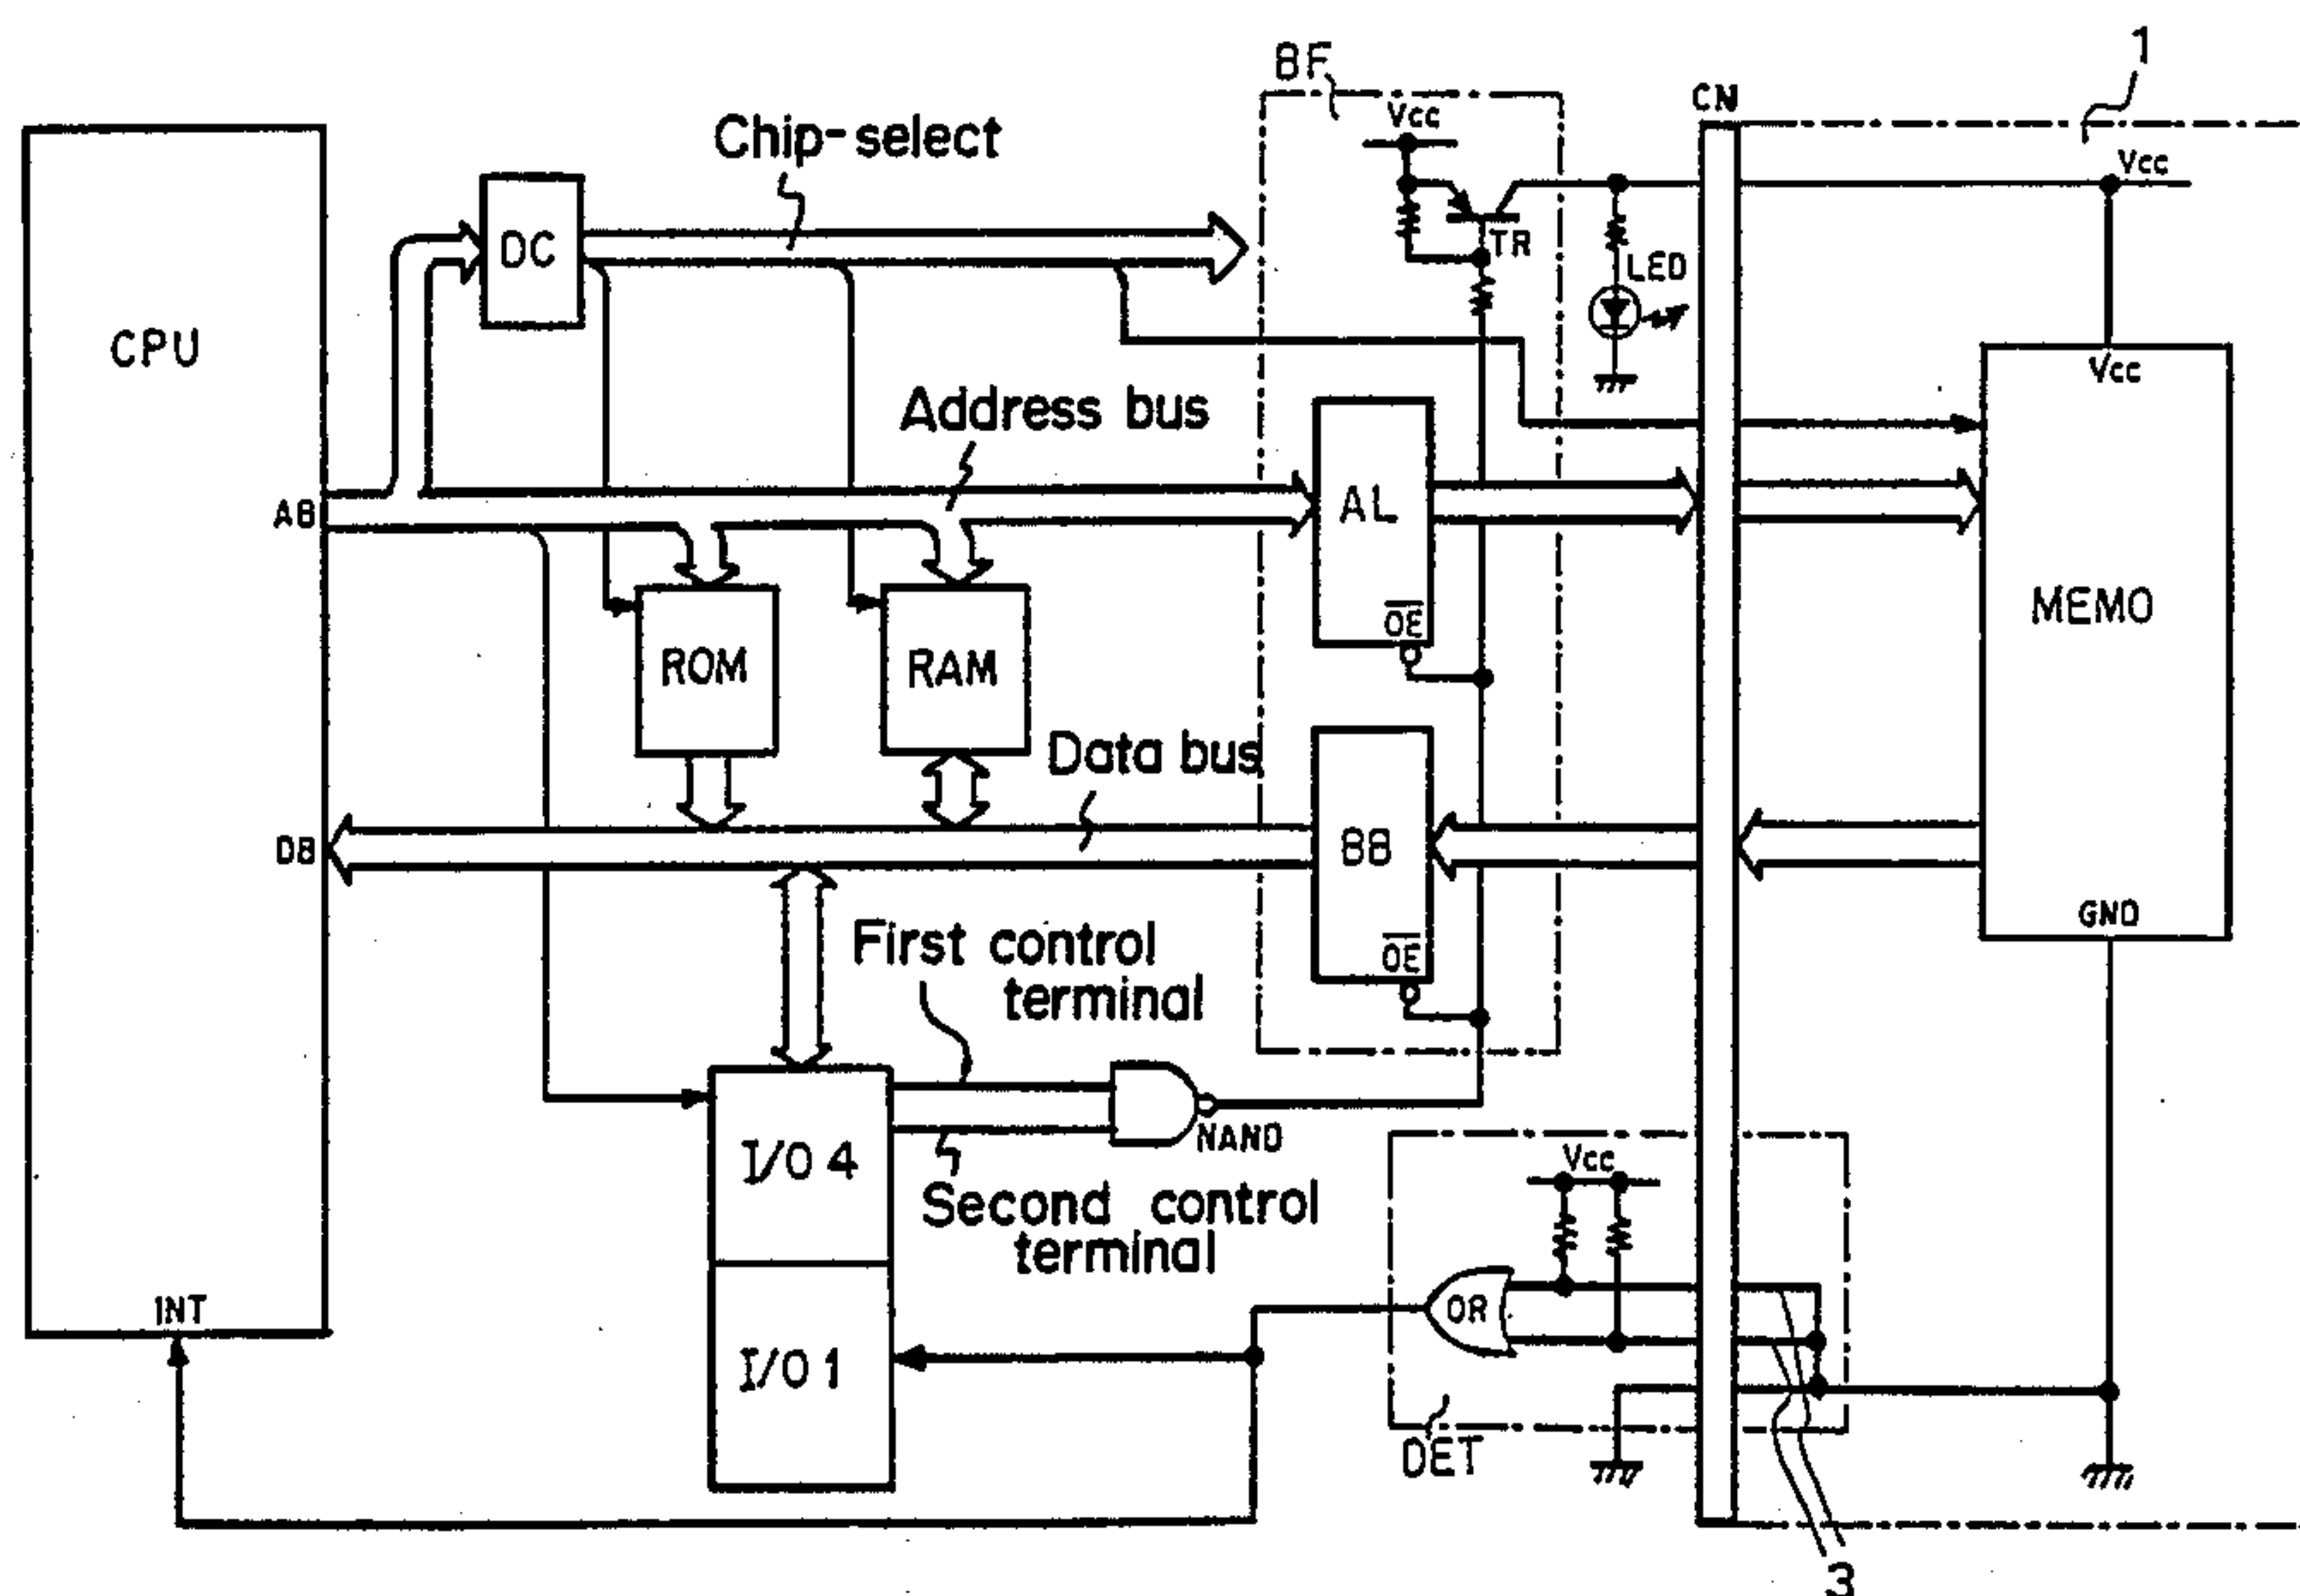 1
BF
CN
Vcc
Chip-select
Vcc
DC
TR
LED
CPU
Vcc
Address bus
AB
AL
MEMO
OE
ROM
RAM
Data bus
DB
BB
GND
First control
terminal
OE
NAND
I/O 4
Vcc
Second control
terminal
INT
OR
I/O 1
DET
3